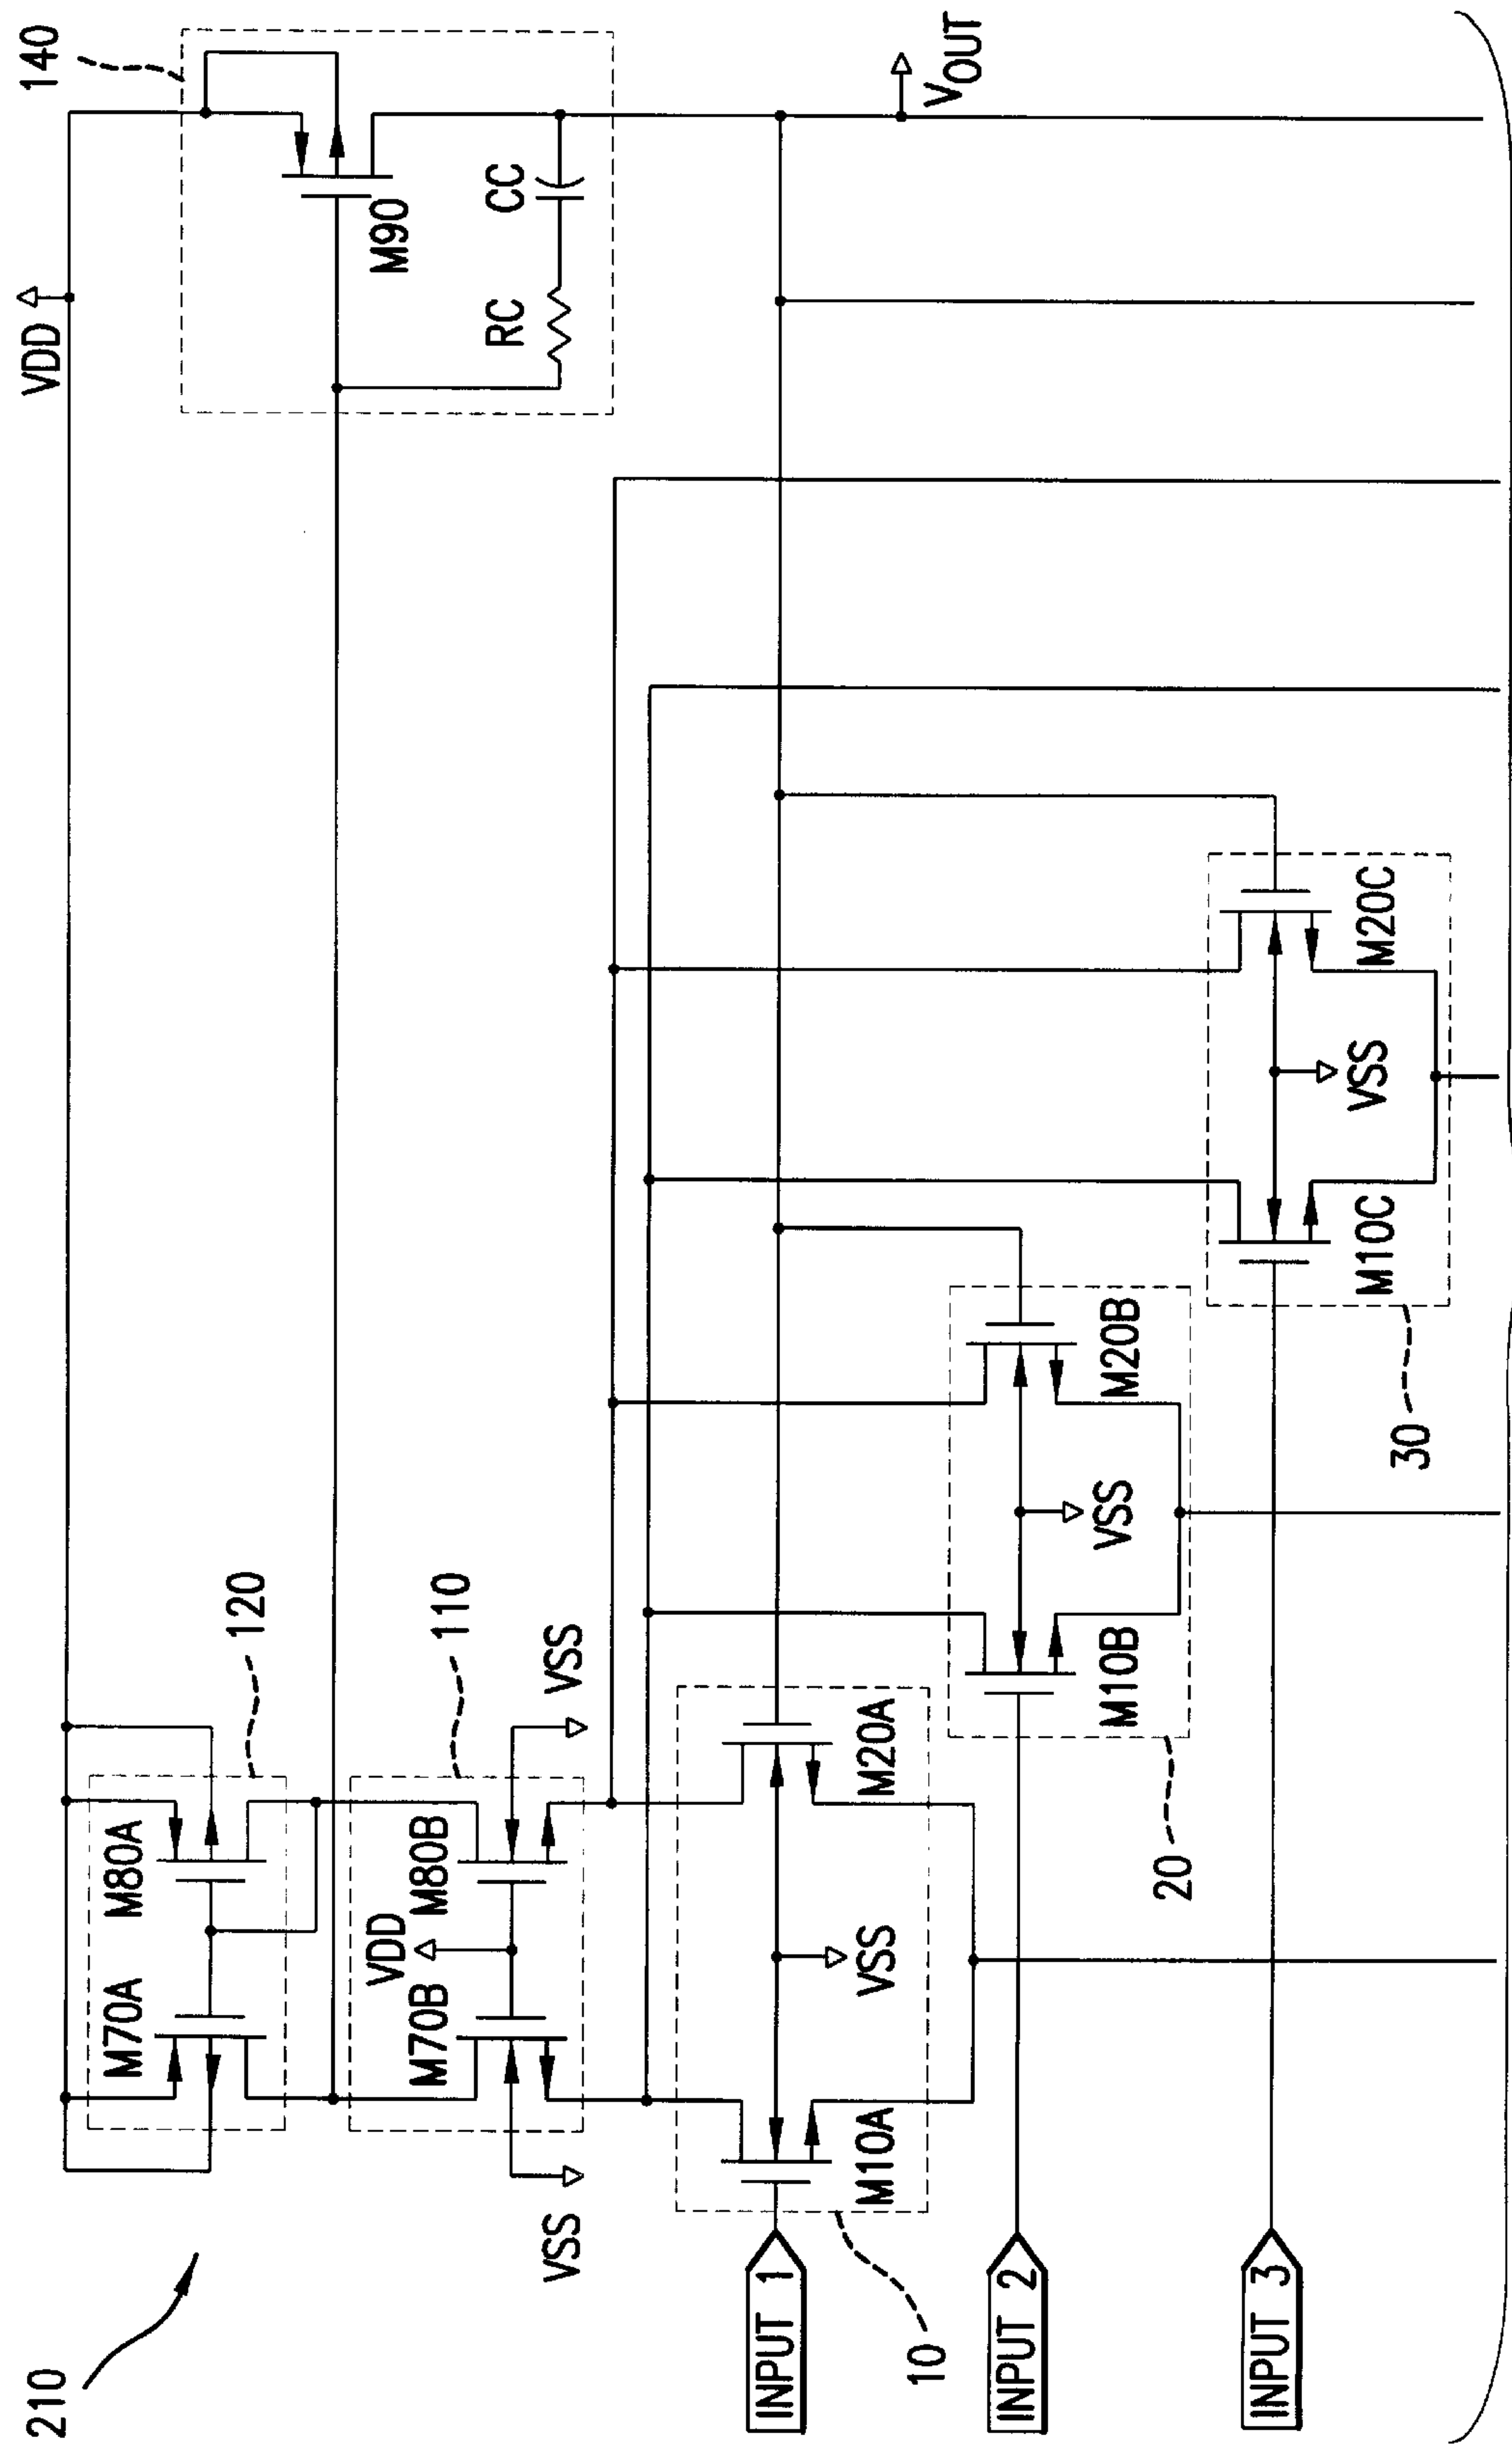 210
VDD
140
M70A
M80A
120
M90
VDD
M70B
M80B
110
VSS
VSS
RC
CC
INPUT 1
10
M10A
VSS
M20A
VOUT
INPUT 2
M10B
VSS
M20B
20
INPUT 3
M10C
VSS
M20C
30